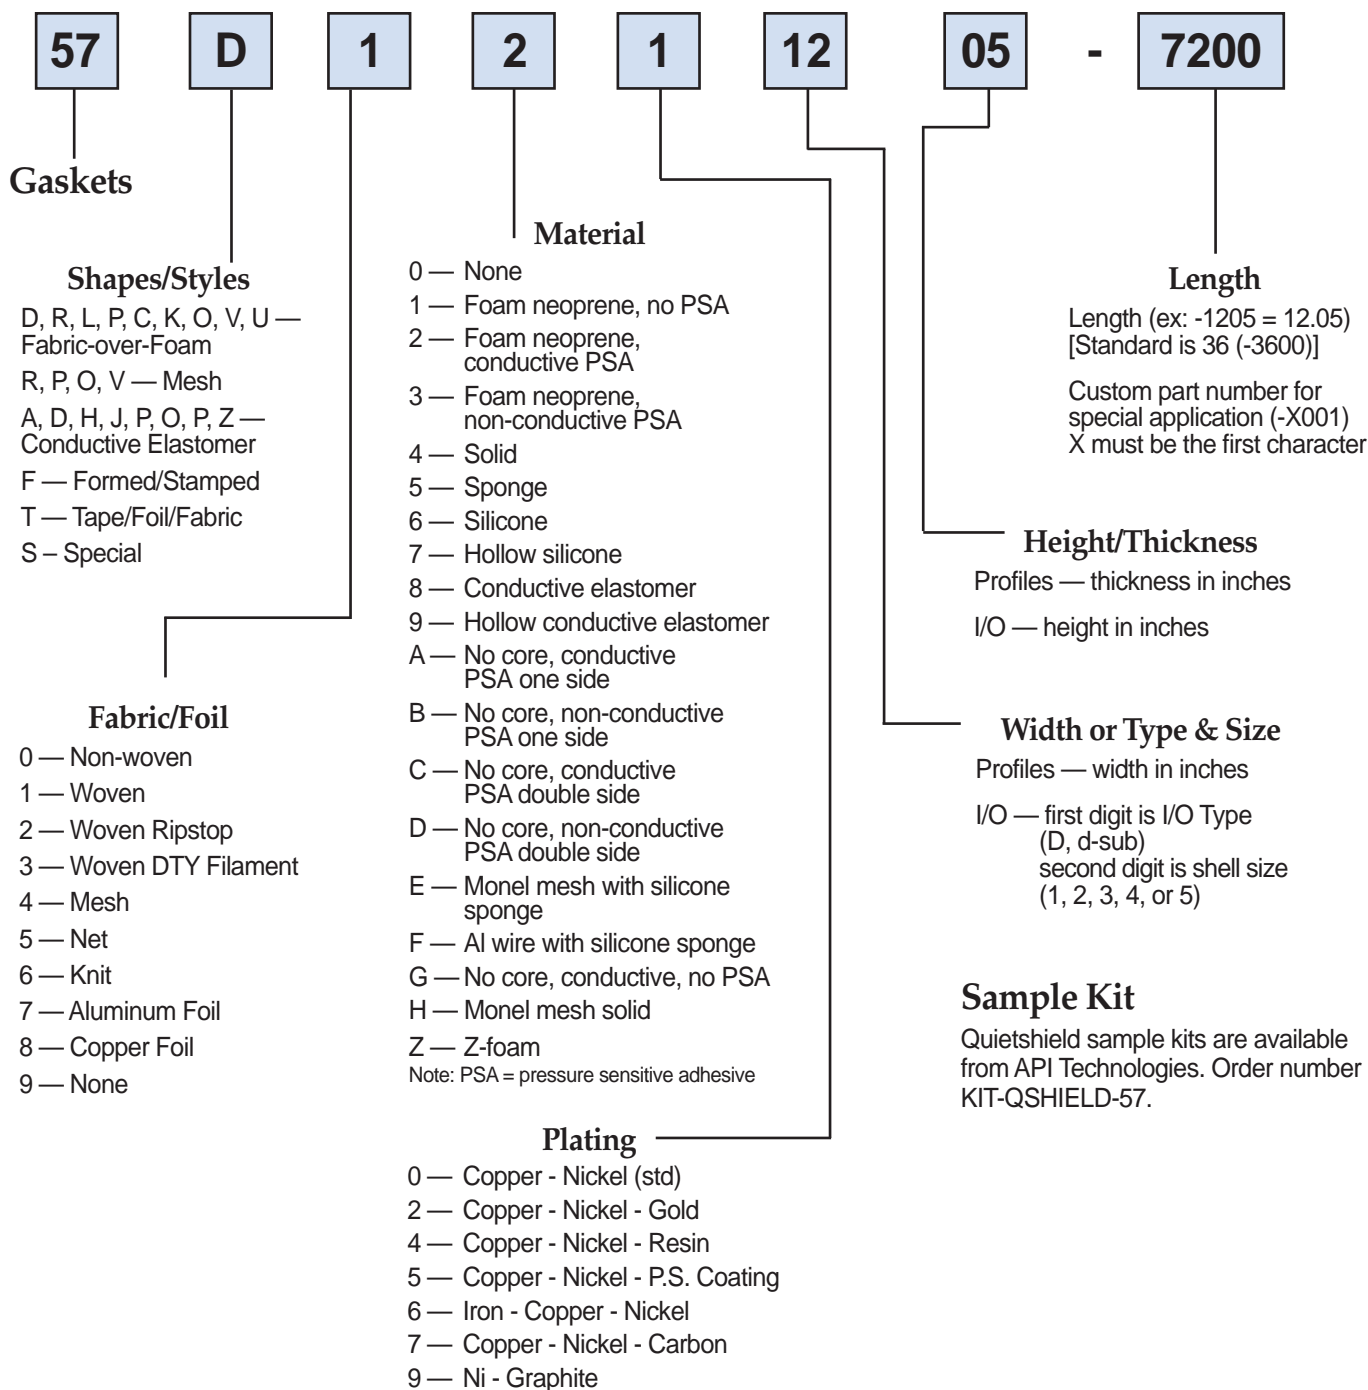 57 D 1 2 1 12 05 - 7200
Gaskets
Shapes/Styles
D, R, L, P, C, K, O, V, U —
Fabric-over-Foam
R, P, O, V — Mesh
A, D, H, J, P, O, P, Z —
Conductive Elastomer
F — Formed/Stamped
T — Tape/Foil/Fabric
S – Special
Fabric/Foil
0 — Non-woven
1 — Woven
2 — Woven Ripstop
3 — Woven DTY Filament
4 — Mesh
5 — Net
6 — Knit
7 — Aluminum Foil
8 — Copper Foil
9 — None
Material
0 — None
1 — Foam neoprene, no PSA
2 — Foam neoprene,
conductive PSA
3 — Foam neoprene,
non-conductive PSA
4 — Solid
5 — Sponge
6 — Silicone
7 — Hollow silicone
8 — Conductive elastomer
9 — Hollow conductive elastomer
A — No core, conductive
PSA one side
B — No core, non-conductive
PSA one side
C — No core, conductive
PSA double side
D — No core, non-conductive
PSA double side
E — Monel mesh with silicone
sponge
F — Al wire with silicone sponge
G — No core, conductive, no PSA
H — Monel mesh solid
Z — Z-foam
Note: PSA = pressure sensitive adhesive
Plating
0 — Copper - Nickel (std)
2 — Copper - Nickel - Gold
4 — Copper - Nickel - Resin
5 — Copper - Nickel - P.S. Coating
6 — Iron - Copper - Nickel
7 — Copper - Nickel - Carbon
9 — Ni - Graphite
Length
Length (ex: -1205 = 12.05)
[Standard is 36 (-3600)]
Custom part number for
special application (-X001)
X must be the first character
Height/Thickness
Profiles — thickness in inches
I/O — height in inches
Width or Type & Size
Profiles — width in inches
I/O — first digit is I/O Type
(D, d-sub)
second digit is shell size
(1, 2, 3, 4, or 5)
Sample Kit
Quietshield sample kits are available
from API Technologies. Order number
KIT-QSHIELD-57.